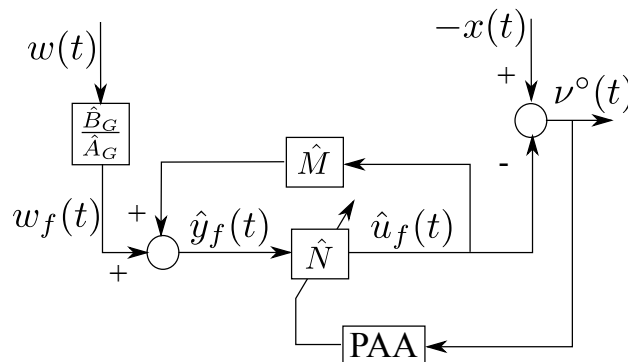 w(t)
-x(t)
+
ν°(t)
B̂_G
Â_G
M̂
-
w_f(t)
+
ŷ_f(t)
û_f(t)
N̂
+
PAA